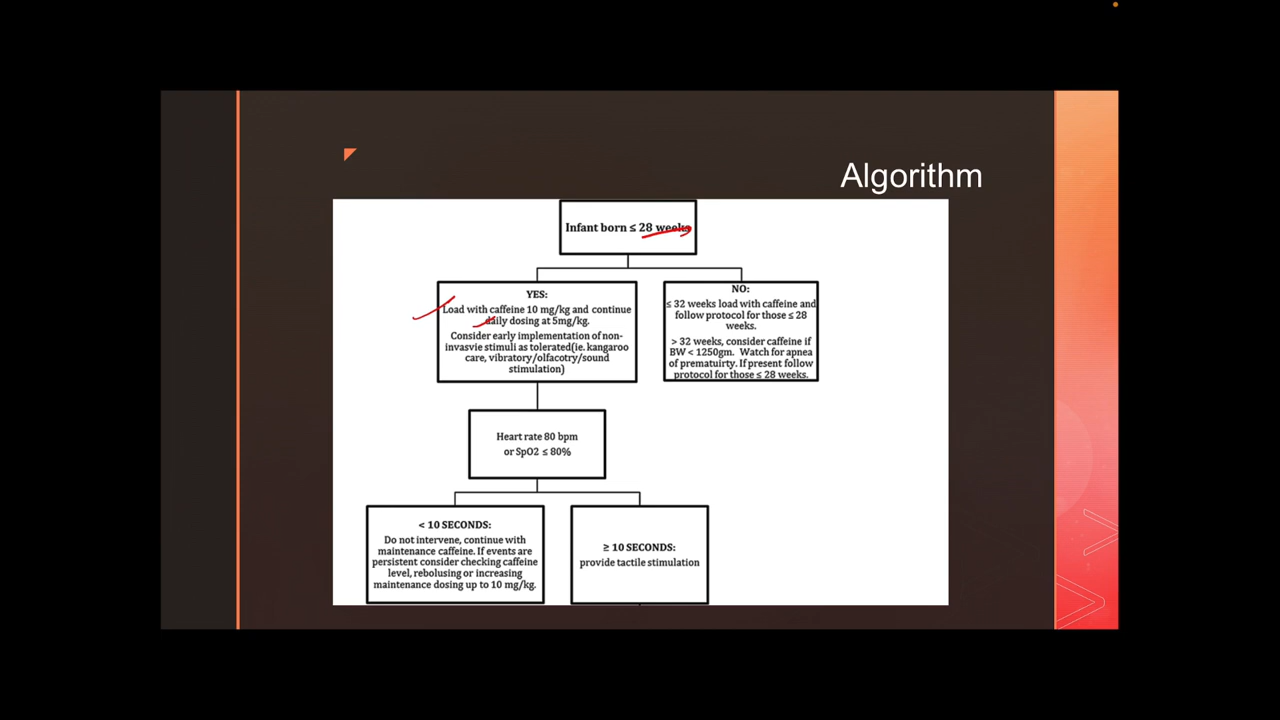 Algorithm
Infant born ≤ 28 weeks
YES:
Load with caffeine 10 mg/kg and continue
daily dosing at 5mg/kg.
Consider early implementation of non-
invasvie stimuli as tolerated(ie. kangaroo
care, vibratory/olfacotry/sound
stimulation)
NO:
≤ 32 weeks load with caffeine and
follow protocol for those ≤ 28
weeks.
> 32 weeks, consider caffeine if
BW < 1250gm. Watch for apnea
of prematuirty. If present follow
protocol for those ≤ 28 weeks.
Heart rate 80 bpm
or SpO2 ≤ 80%
< 10 SECONDS:
Do not intervene, continue with
maintenance caffeine. If events are
persistent consider checking caffeine
level, rebolusing or increasing
maintenance dosing up to 10 mg/kg.
≥ 10 SECONDS:
provide tactile stimulation